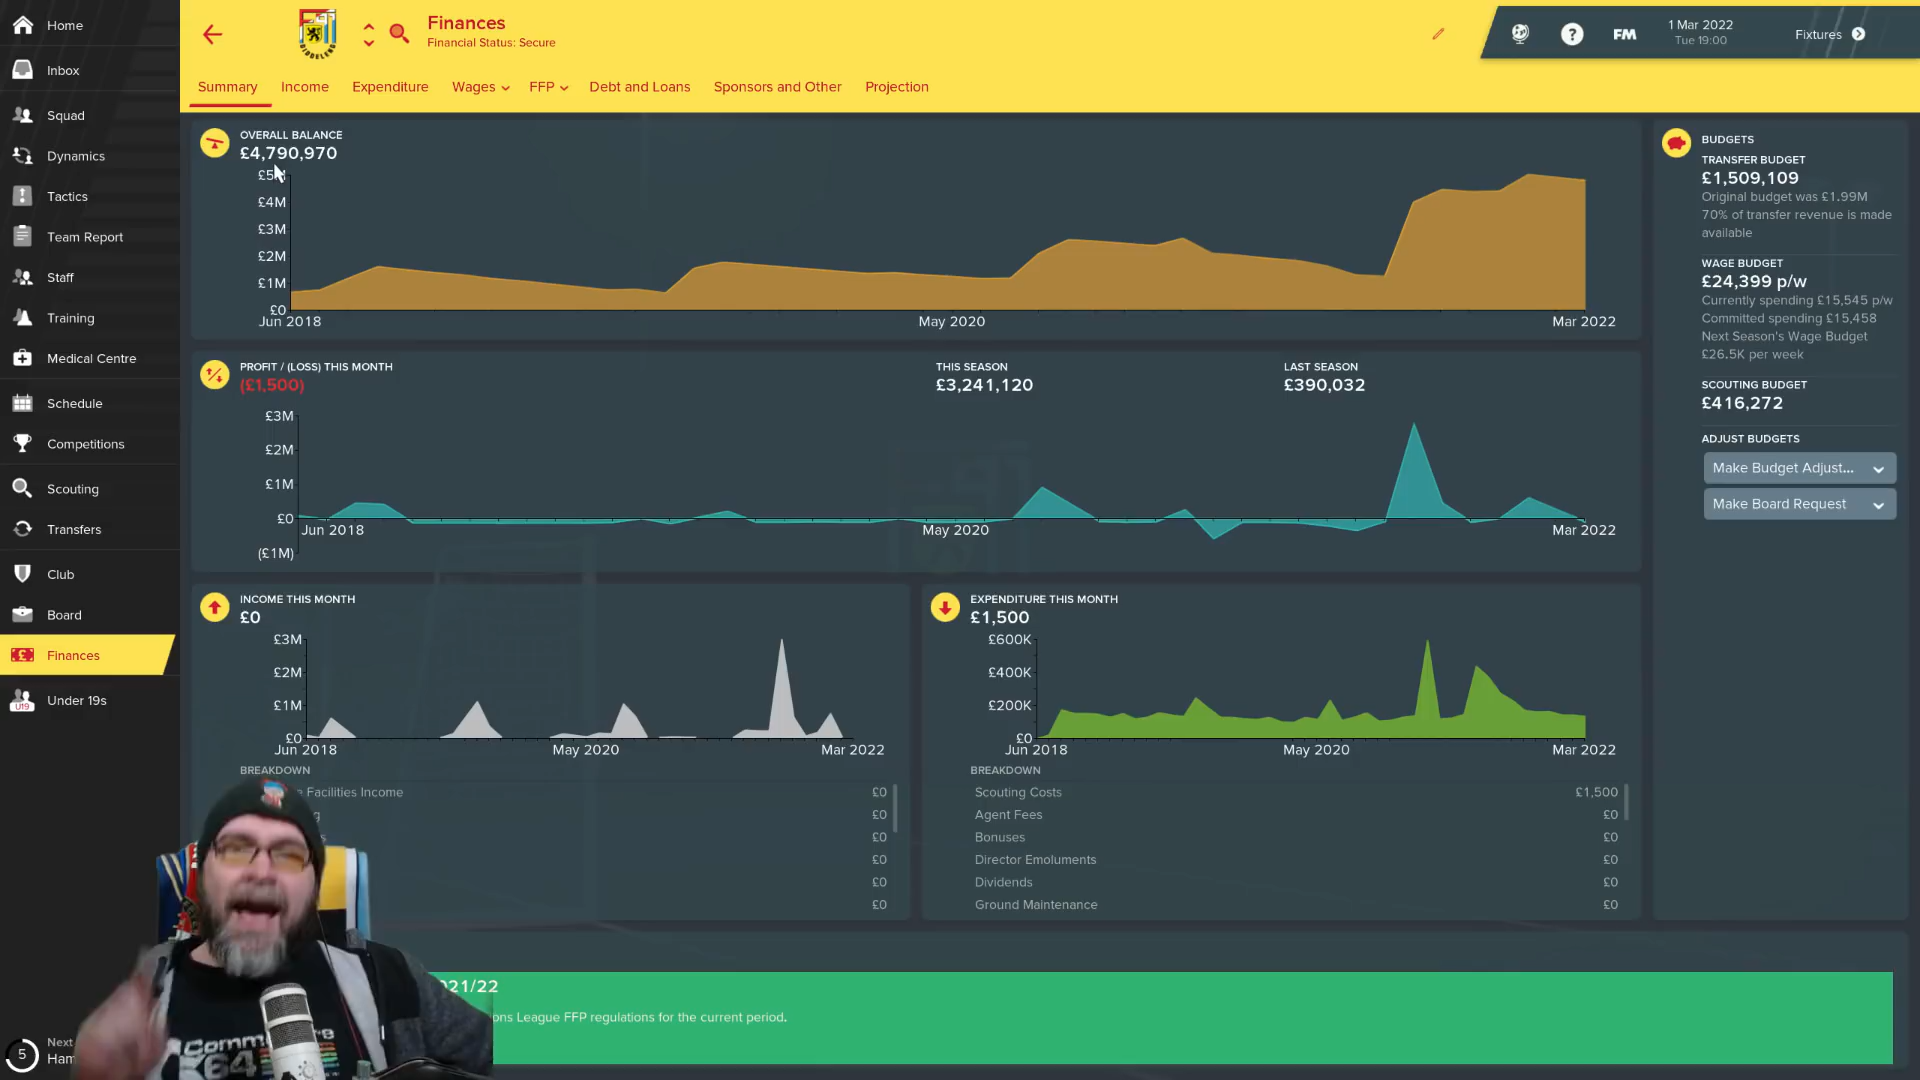 Home
Inbox
Squad
Dynamics
Tactics
Team Report
Staff
Training
Medical Centre
Schedule
Competitions
Scouting
Transfers
Club
Board
Finances
Under 19s
U19
5
Next
Finances
Financial Status: Secure
?
FM
1 Mar 2022
Tue 19:00
Fixtures
Summary
Income
Expenditure
Wages
FFP
Debt and Loans
Sponsors and Other
Projection
OVERALL BALANCE
£4,790,970
£4M
£3M
£2M
£1M
£0
Jun 2018
May 2020
Mar 2022
PROFIT / (LOSS) THIS MONTH
(£1,500)
THIS SEASON
£3,241,120
LAST SEASON
£390,032
£3M
£2M
£1M
£0
(£1M)
Jun 2018
May 2020
Mar 2022
INCOME THIS MONTH
£0
£3M
£2M
£1M
£0
Jun 2018
May 2020
Mar 2022
BREAKDOWN
Facilities Income
£0
£0
£0
£0
£0
£0
EXPENDITURE THIS MONTH
£1,500
£600K
£400K
£200K
£0
Jun 2018
May 2020
Mar 2022
BREAKDOWN
Scouting Costs £1,500
Agent Fees £0
Bonuses £0
Director Emoluments £0
Dividends £0
Ground Maintenance £0
BUDGETS
TRANSFER BUDGET
£1,509,109
Original budget was £1.99M
70% of transfer revenue is made
available
WAGE BUDGET
£24,399 p/w
Currently spending £15,545 p/w
Committed spending £15,458
Next Season's Wage Budget
£26.5K per week
SCOUTING BUDGET
£416,272
ADJUST BUDGETS
Make Budget Adjust...
Make Board Request
021/22
ons League FFP regulations for the current period.
64